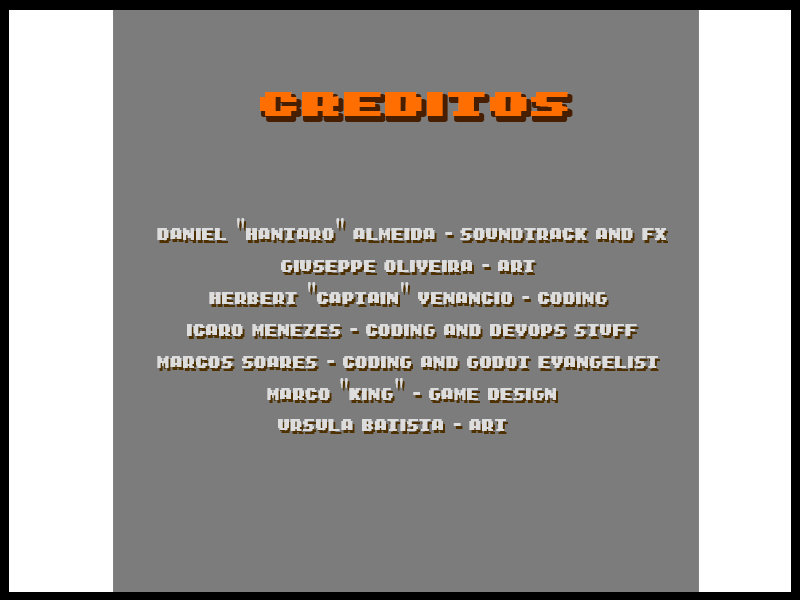 CREDITOS
DANIEL "HANTARO" ALMEIDA - SOUNDTRACK AND FX
GIUSEPPE OLIVEIRA - ART
HERBERT "CAPTAIN" VENANCIO - CODING
ICARO MENEZES - CODING AND DEVOPS STUFF
MARCOS SOARES - CODING AND GODOT EVANGELIST
MARCO "KING" - GAME DESIGN
URSULA BATISTA - ART